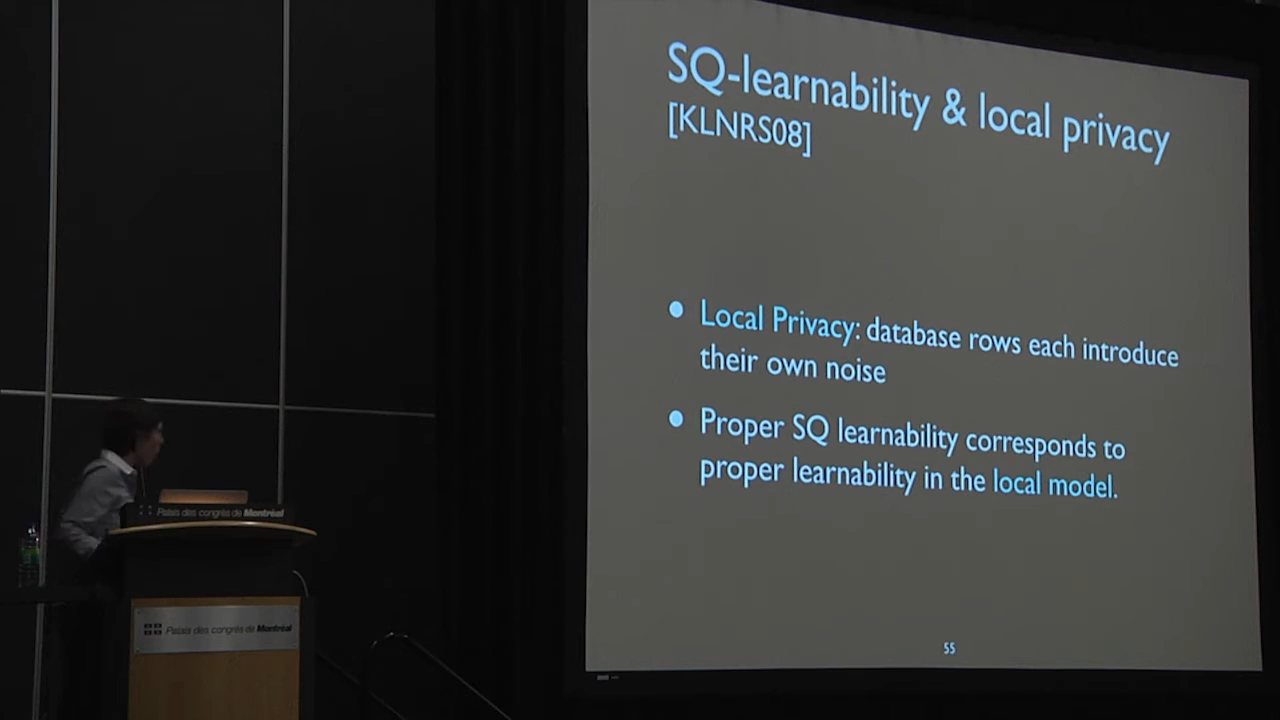 SQ-learnability & local privacy
[KLNRS08]
● Local Privacy: database rows each introduce
their own noise
● Proper SQ learnability corresponds to
proper learnability in the local model.
55
Palais des congrès de Montréal
Palais des congrès de Montréal